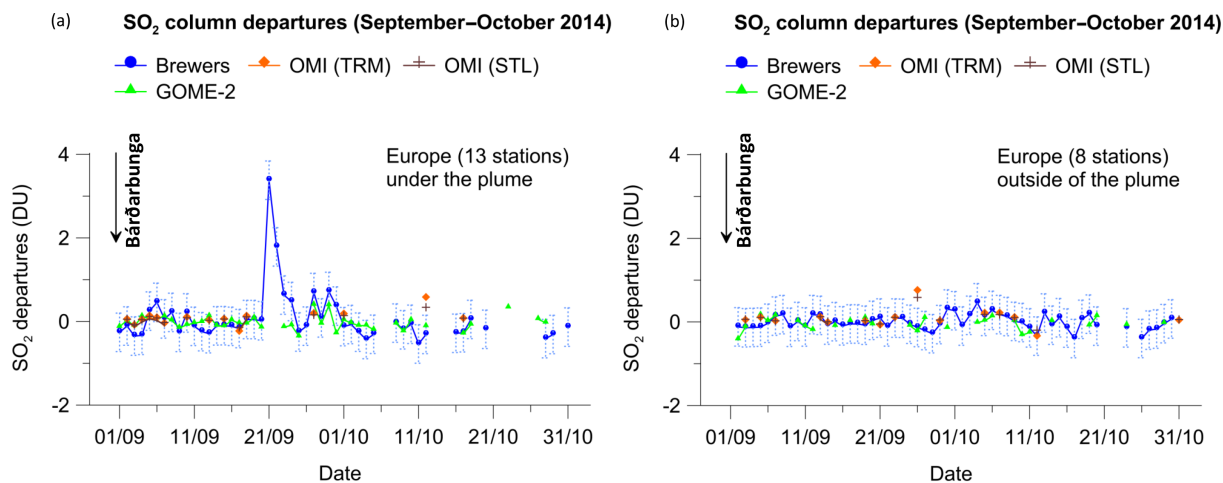 (a) SO2 column departures (September–October 2014)
Brewers OMI (TRM) OMI (STL)
GOME-2
Bárðarbunga
Europe (13 stations)
under the plume
SO2 departures (DU)
4
2
0
-2
01/09 11/09 21/09 01/10 11/10 21/10 31/10
Date
(b) SO2 column departures (September–October 2014)
Brewers OMI (TRM) OMI (STL)
GOME-2
Bárðarbunga
Europe (8 stations)
outside of the plume
SO2 departures (DU)
4
2
0
-2
01/09 11/09 21/09 01/10 11/10 21/10 31/10
Date